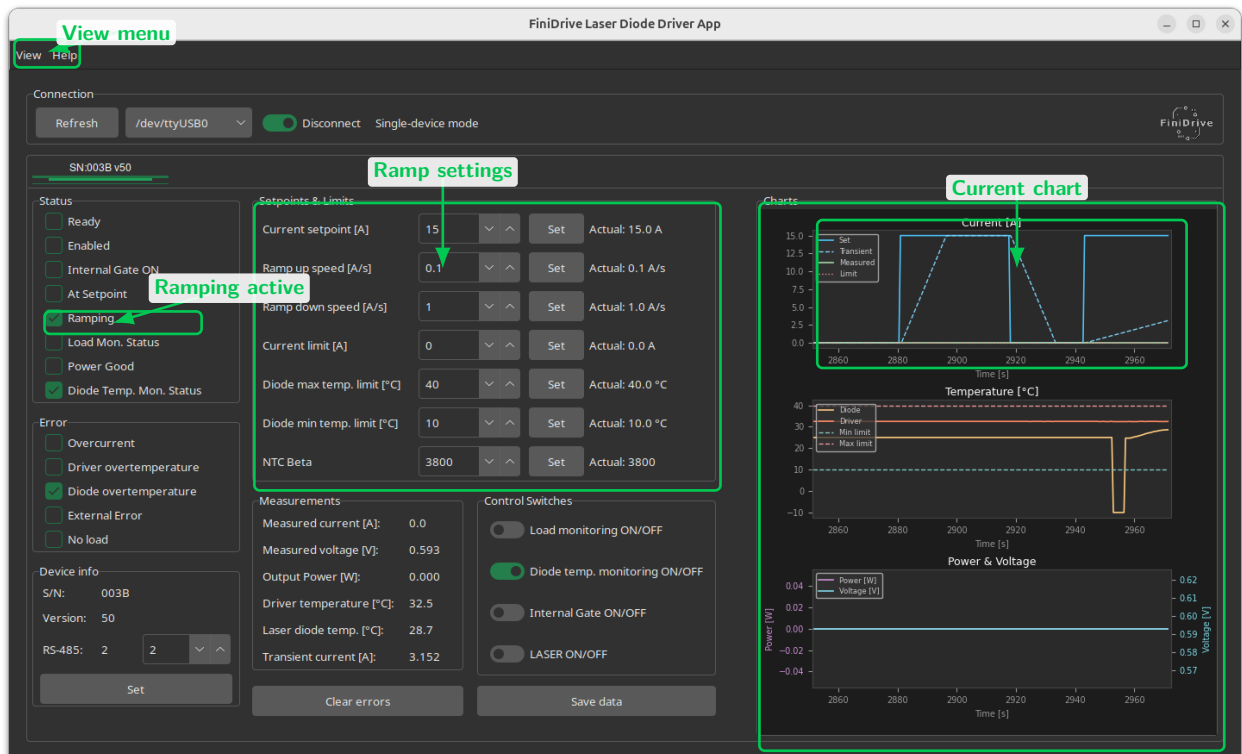 FiniDrive Laser Diode Driver App
View menu
View Help
Connection
Refresh /dev/ttyUSB0 Disconnect Single-device mode
FiniDrive
SN:003B v50
Status
Ready
Enabled
Internal Gate ON
At Setpoint
Ramping active
Ramping
Load Mon. Status
Power Good
Diode Temp. Mon. Status
Error
Overcurrent
Driver overtemperature
Diode overtemperature
External Error
No load
Device info
S/N: 003B
Version: 50
RS-485: 2 2
Set
Ramp settings
Setpoints & Limits
Current setpoint [A] 15 Set Actual: 15.0 A
Ramp up speed [A/s] 0.1 Set Actual: 0.1 A/s
Ramp down speed [A/s] 1 Set Actual: 1.0 A/s
Current limit [A] 0 Set Actual: 0.0 A
Diode max temp. limit [°C] 40 Set Actual: 40.0 °C
Diode min temp. limit [°C] 10 Set Actual: 10.0 °C
NTC Beta 3800 Set Actual: 3800
Measurements
Measured current [A]: 0.0
Measured voltage [V]: 0.593
Output Power [W]: 0.000
Driver temperature [°C]: 32.5
Laser diode temp. [°C]: 28.7
Transient current [A]: 3.152
Clear errors
Control Switches
Load monitoring ON/OFF
Diode temp. monitoring ON/OFF
Internal Gate ON/OFF
LASER ON/OFF
Save data
Current chart
Charts
Current [A]
15.0
12.5
10.0
7.5
5.0
2.5
0.0
Set
Transient
Measured
Limit
2860 2880 2900 2920 2940 2960
Time [s]
Temperature [°C]
40
30
20
10
0
−10
Diode
Driver
Min limit
Max limit
2860 2880 2900 2920 2940 2960
Time [s]
Power & Voltage
Power [W]
0.04
0.02
0.00
−0.02
−0.04
Power [W]
Voltage [V]
0.62
0.61
0.60
0.59
0.58
0.57
Voltage [V]
2860 2880 2900 2920 2940 2960
Time [s]